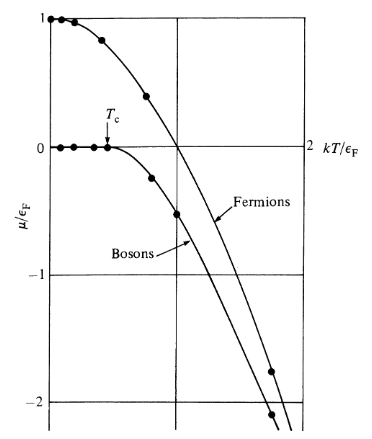 1
T_c
0
2 kT/ϵ_F
μ/ϵ_F
Fermions
Bosons
−1
−2